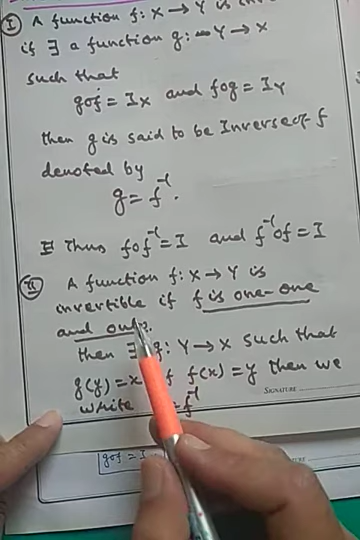 I A function f: X → Y is
if ∃ a function g: Y → X
such that
gof = Ix and fog = Iy
then g is said to be Inverse of f
denoted by
g = f⁻¹.
Thus fof⁻¹ = I and f⁻¹of = I
II A function f: X → Y is
invertible if f is one-one
and onto.
then ∃ g: Y → X such that
g(y) = x f(x) = y then we
write = f⁻¹
SIGNATURE
gof = I